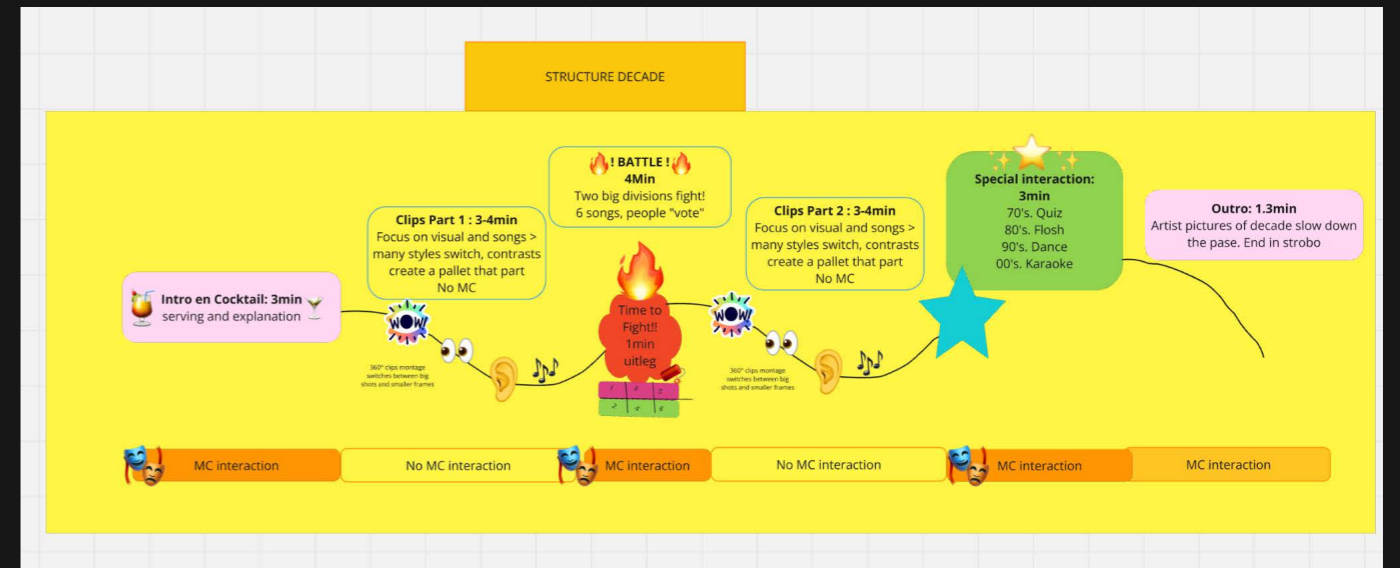 STRUCTURE DECADE
Intro en Cocktail: 3min
serving and explanation
Clips Part 1 : 3-4min
Focus on visual and songs >
many styles switch, contrasts
create a pallet that part
No MC
WOW!
360° clips montage
switches between big
shots and smaller frames
! BATTLE !
4Min
Two big divisions fight!
6 songs, people "vote"
Time to
Fight!!
1min
uitleg
1 3 5
2 4 6
Clips Part 2 : 3-4min
Focus on visual and songs >
many styles switch, contrasts
create a pallet that part
No MC
WOW!
360° clips montage
switches between big
shots and smaller frames
Special interaction:
3min
70's. Quiz
80's. Flosh
90's. Dance
00's. Karaoke
Outro: 1.3min
Artist pictures of decade slow down
the pase. End in strobo
MC interaction
No MC interaction
MC interaction
No MC interaction
MC interaction
MC interaction